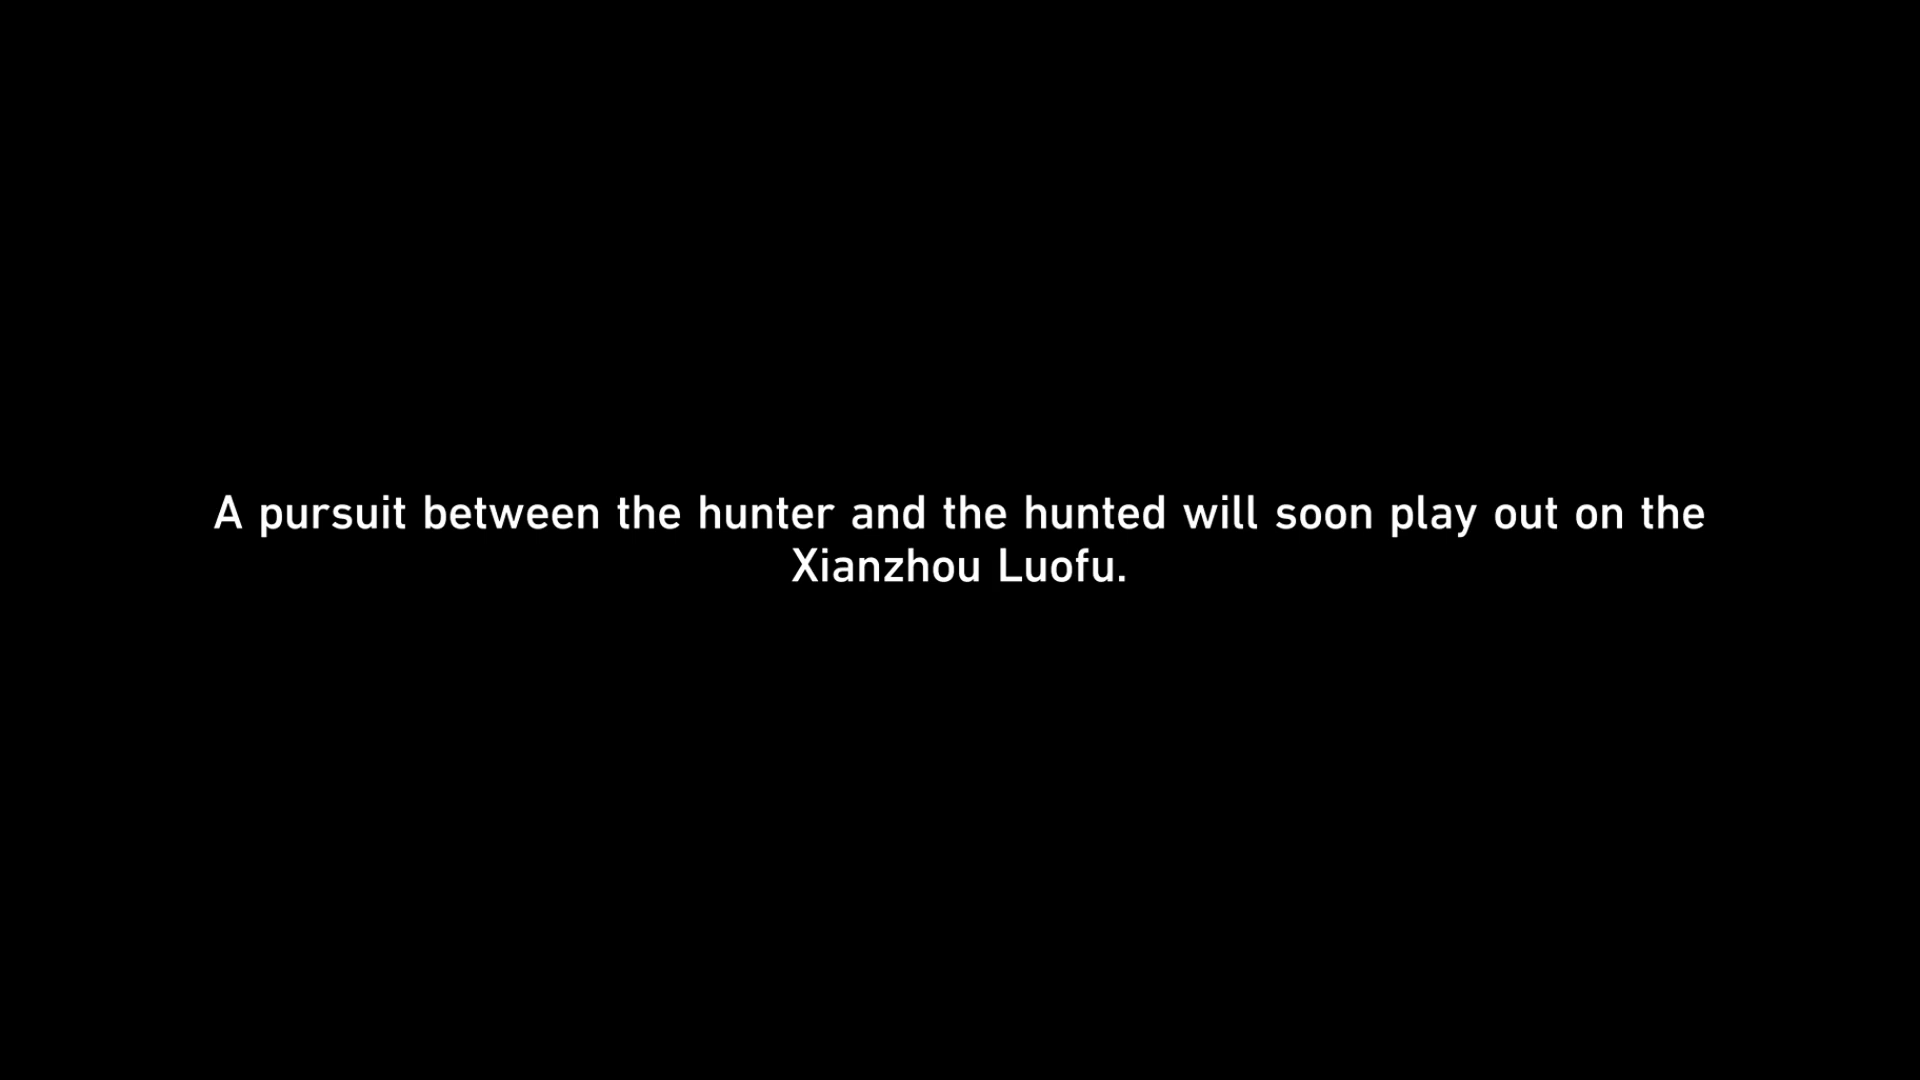 A pursuit between the hunter and the hunted will soon play out on the
Xianzhou Luofu.